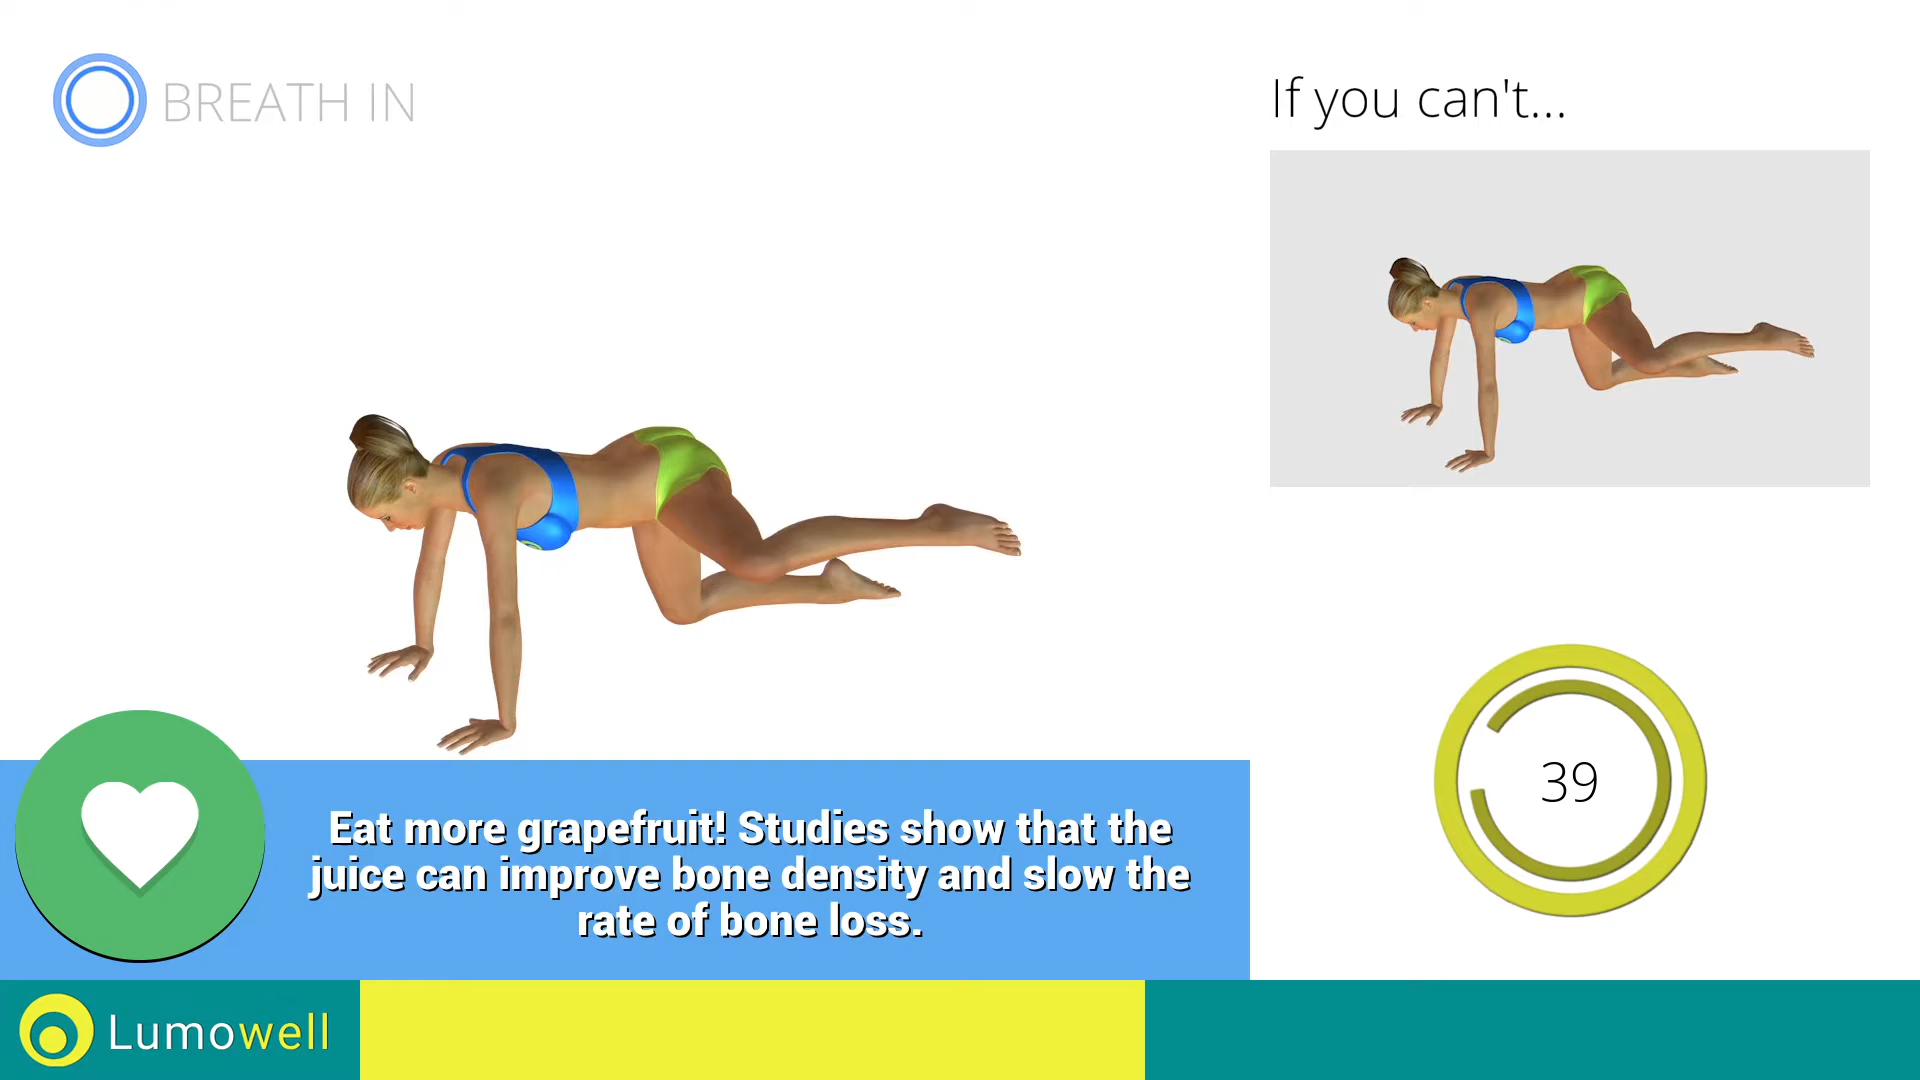 BREATH IN
If you can't...
39
Eat more grapefruit! Studies show that the
juice can improve bone density and slow the
rate of bone loss.
Lumowell